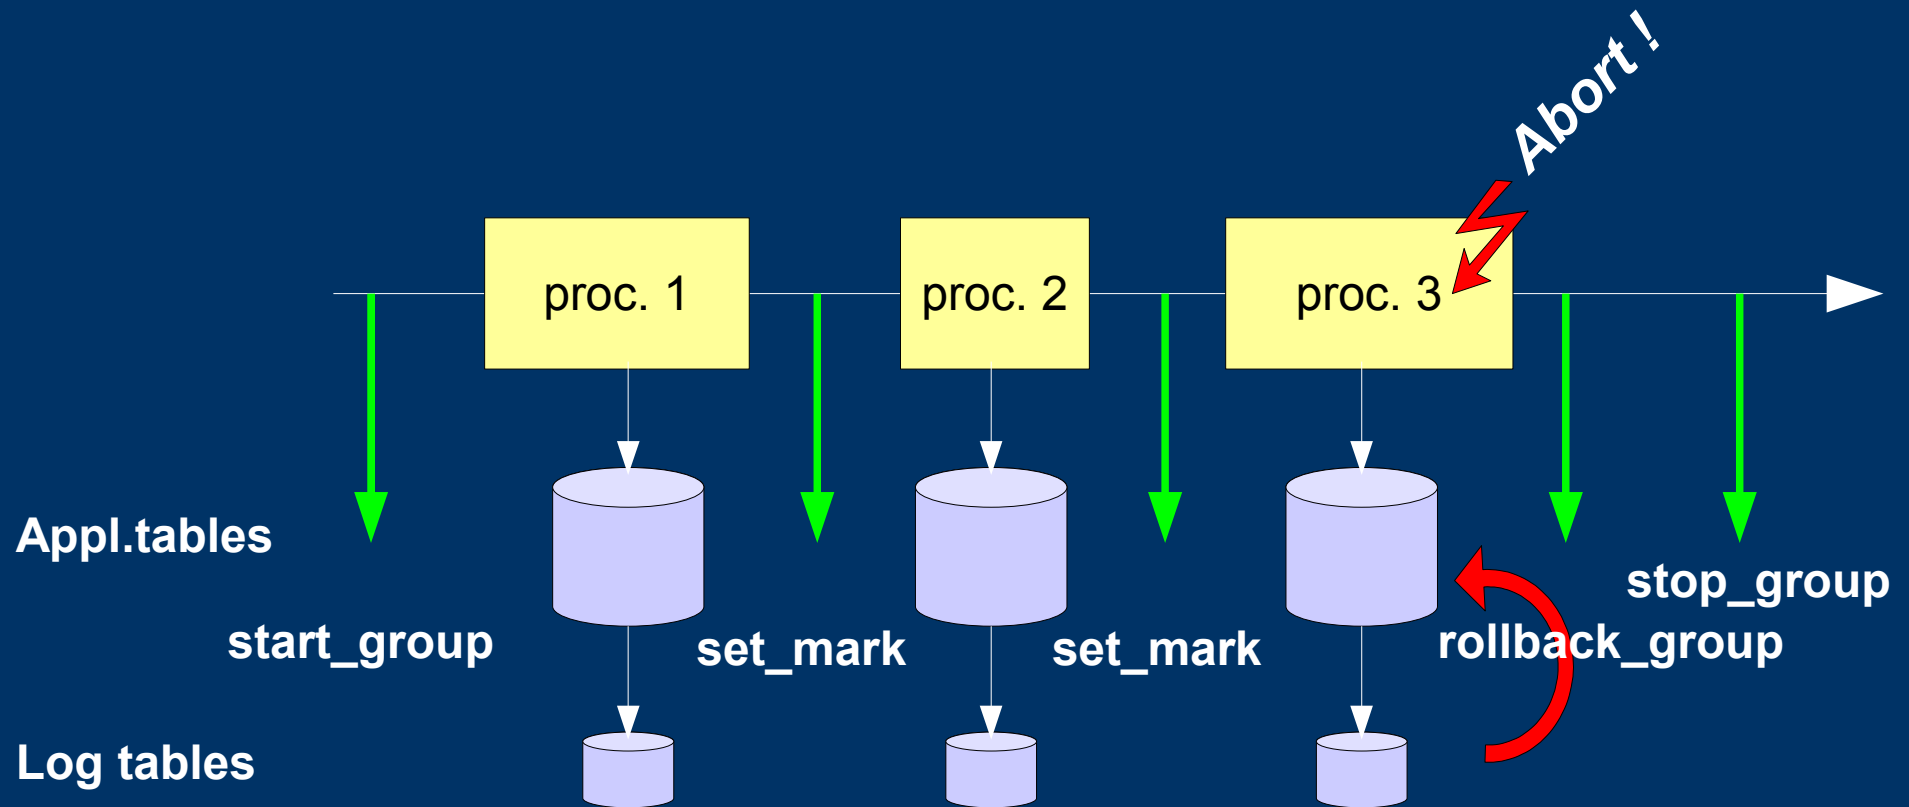 Abort !
proc. 1
proc. 2
proc. 3
Appl.tables
stop_group
start_group
set_mark
set_mark
rollback_group
Log tables